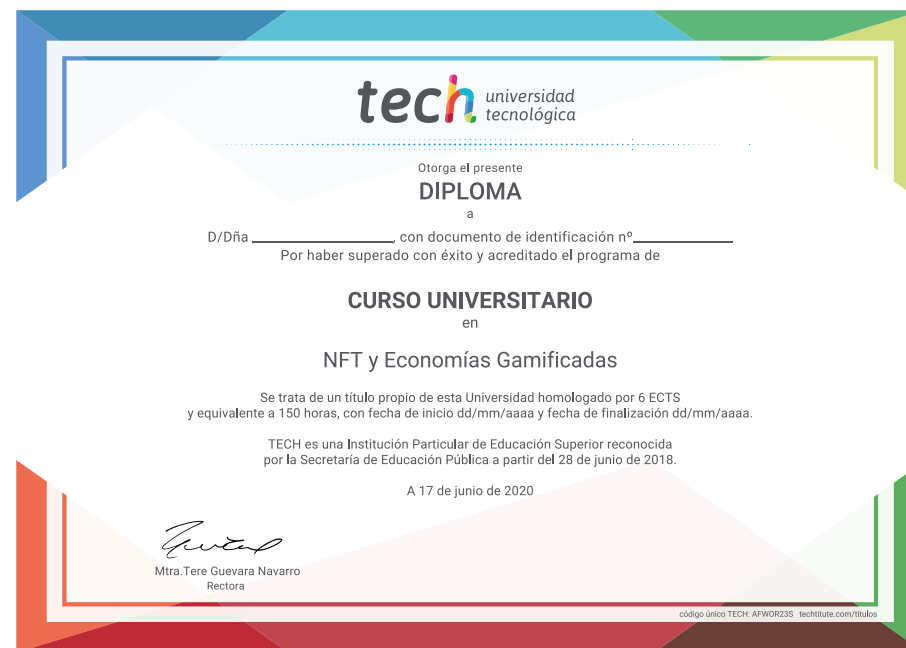 tech universidad
tecnológica
Otorga el presente
DIPLOMA
a
D/Dña ____________________, con documento de identificación nº______________
Por haber superado con éxito y acreditado el programa de
CURSO UNIVERSITARIO
en
NFT y Economías Gamificadas
Se trata de un título propio de esta Universidad homologado por 6 ECTS
y equivalente a 150 horas, con fecha de inicio dd/mm/aaaa y fecha de finalización dd/mm/aaaa.
TECH es una Institución Particular de Educación Superior reconocida
por la Secretaría de Educación Pública a partir del 28 de junio de 2018.
A 17 de junio de 2020
Mtra.Tere Guevara Navarro
Rectora
código único TECH: AFWOR23S techtitute.com/titulos